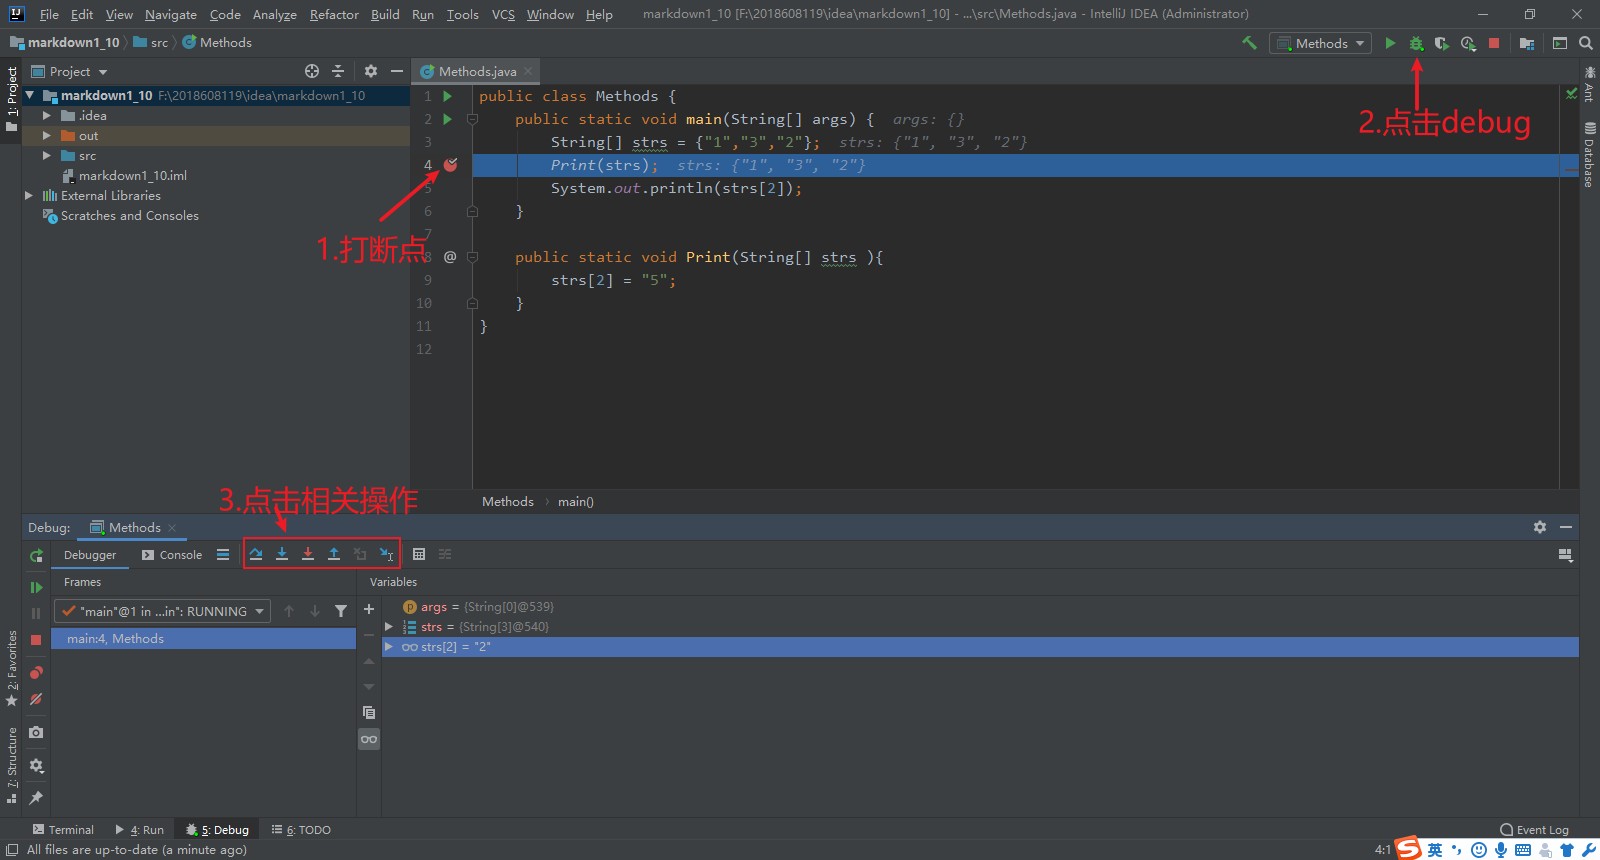 File Edit View Navigate Code Analyze Refactor Build Run Tools VCS Window Help markdown1_10 [F:\2018608119\idea\markdown1_10] - ...\src\Methods.java - IntelliJ IDEA (Administrator)
markdown1_10 src Methods Methods
1: Project
Project
Methods.java
Ant
Database
markdown1_10 F:\2018608119\idea\markdown1_10
.idea
out
src
markdown1_10.iml
External Libraries
Scratches and Consoles
1 public class Methods {
2 public static void main(String[] args) { args: {}
3 String[] strs = {"1","3","2"}; strs: {"1", "3", "2"}
4 Print(strs); strs: {"1", "3", "2"}
5 System.out.println(strs[2]);
6 }
7
8 @ public static void Print(String[] strs ){
9 strs[2] = "5";
10 }
11 }
12
1.打断点
2.点击debug
3.点击相关操作
Methods main()
Debug: Methods
Debugger Console
Frames Variables
"main"@1 in ...in": RUNNING
main:4, Methods
args = {String[0]@539}
strs = {String[3]@540}
strs[2] = "2"
2: Favorites
7: Structure
Terminal 4: Run 5: Debug 6: TODO Event Log
All files are up-to-date (a minute ago) 4:1 英